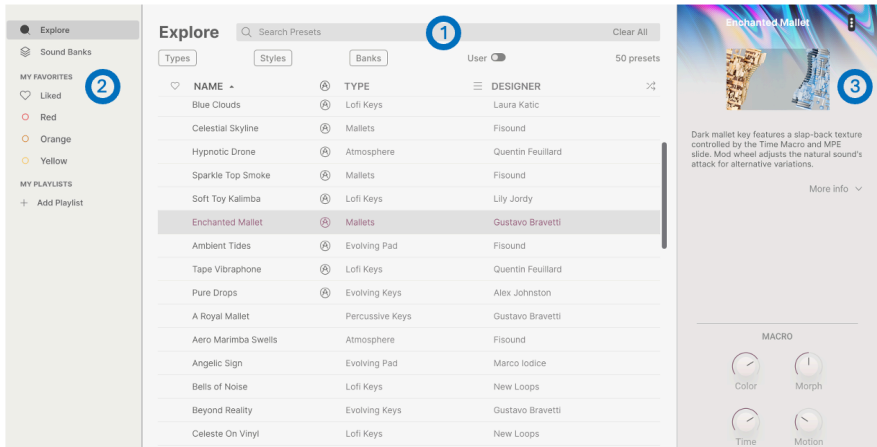 Explore
Sound Banks
MY FAVORITES
Liked
Red
Orange
Yellow
MY PLAYLISTS
Add Playlist
2
Explore
Search Presets
1
Clear All
Types
Styles
Banks
User
50 presets
NAME TYPE DESIGNER
Blue Clouds Lofi Keys Laura Katic
Celestial Skyline Mallets Fisound
Hypnotic Drone Atmosphere Quentin Feuillard
Sparkle Top Smoke Mallets Fisound
Soft Toy Kalimba Lofi Keys Lily Jordy
Enchanted Mallet Mallets Gustavo Bravetti
Ambient Tides Evolving Pad Fisound
Tape Vibraphone Lofi Keys Quentin Feuillard
Pure Drops Evolving Keys Alex Johnston
A Royal Mallet Percussive Keys Gustavo Bravetti
Aero Marimba Swells Atmosphere Fisound
Angelic Sign Evolving Pad Marco Iodice
Bells of Noise Lofi Keys New Loops
Beyond Reality Evolving Keys Gustavo Bravetti
Celeste On Vinyl Lofi Keys New Loops
Enchanted Mallet
3
Dark mallet key features a slap-back texture
controlled by the Time Macro and MPE
slide. Mod wheel adjusts the natural sound's
attack for alternative variations.
More info
MACRO
Color Morph
Time Motion